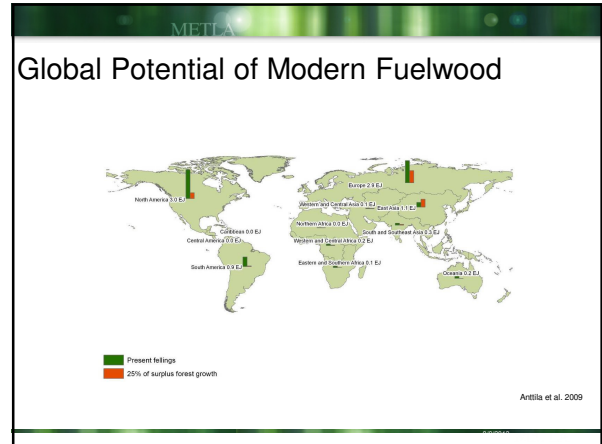 METLA
Global Potential of Modern Fuelwood
North America 3.0 EJ
Europe 2.9 EJ
Western and Central Asia 0.1 EJ
East Asia 1.1 EJ
Caribbean 0.0 EJ
Northern Africa 0.0 EJ
South and Southeast Asia 0.3 EJ
Central America 0.0 EJ
Western and Central Africa 0.2 EJ
South America 0.9 EJ
Eastern and Southern Africa 0.1 EJ
Oceania 0.2 EJ
Present fellings
25% of surplus forest growth
Anttila et al. 2009